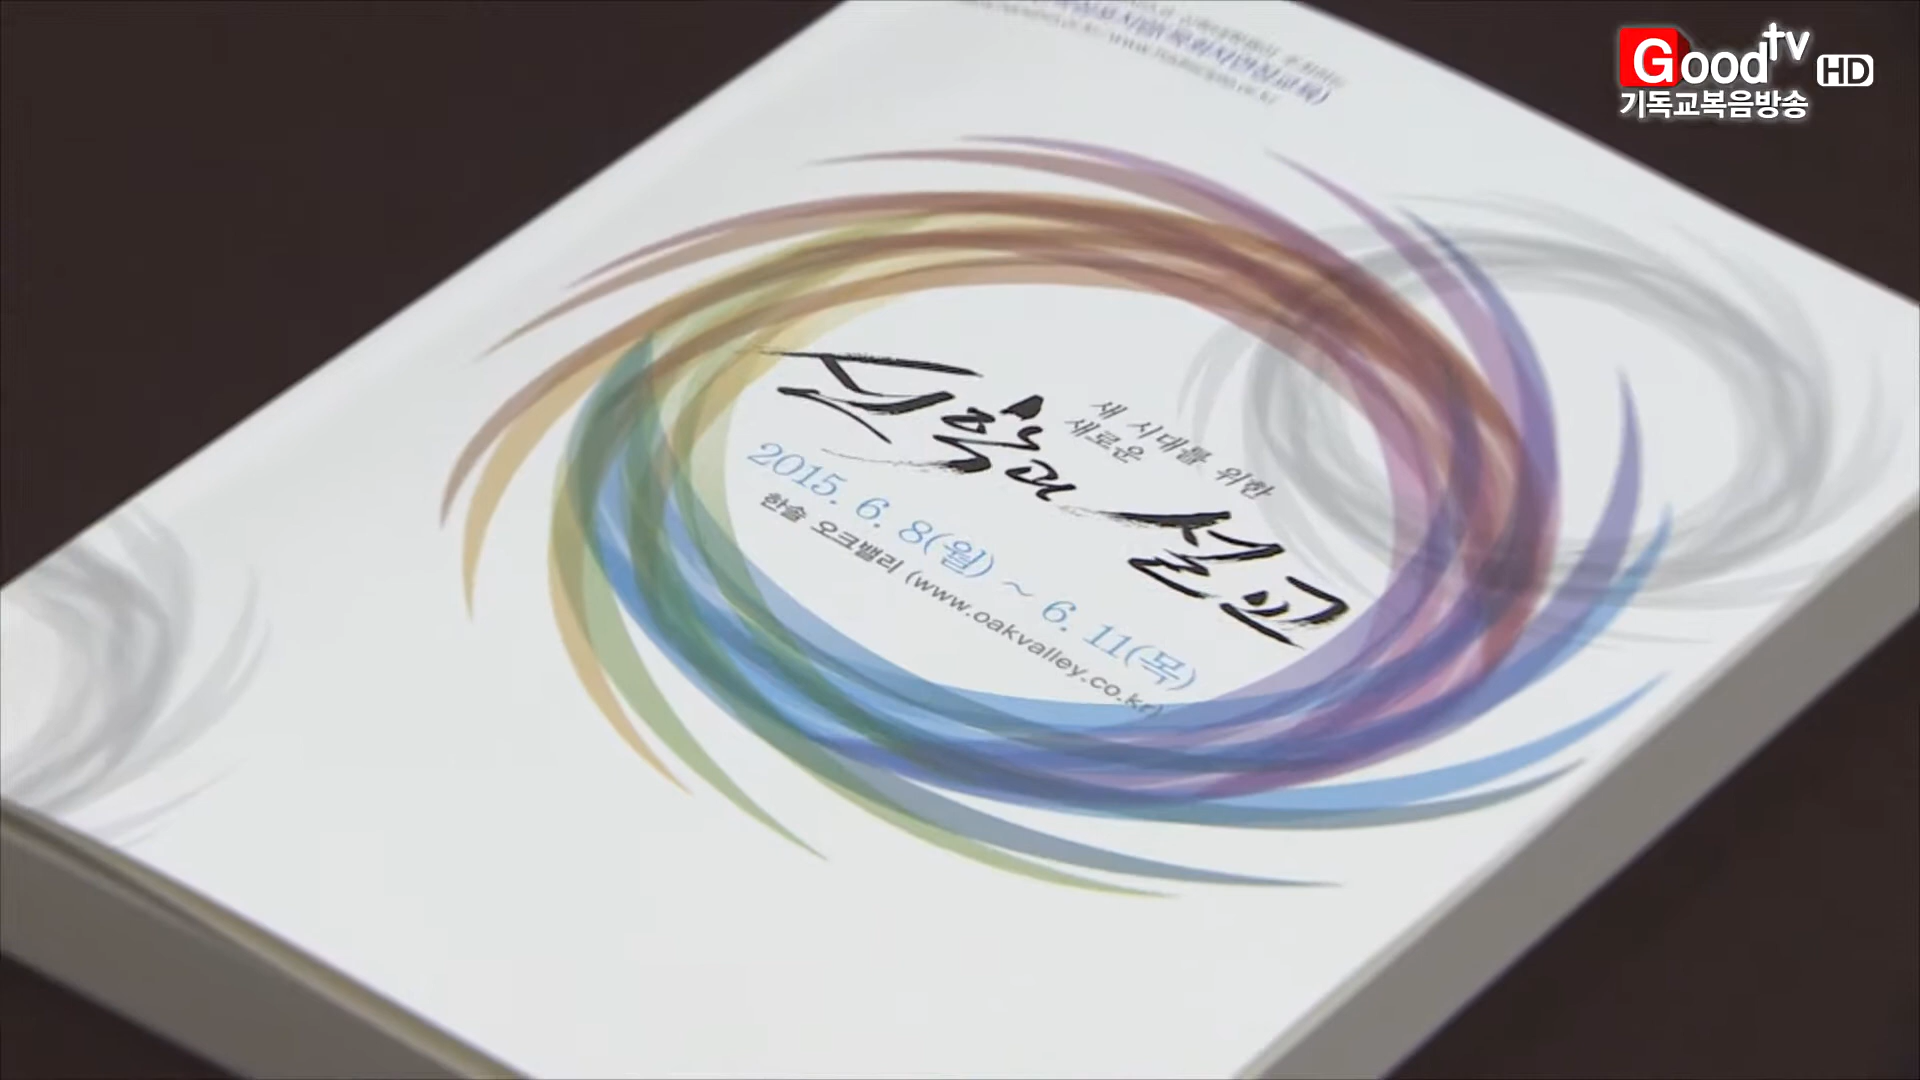 Good tv HD
기독교복음방송
새 시대를 위한
새로운
신학과 설교
2015. 6. 8(월) ~ 6. 11(목)
한솔 오크밸리 (www.oakvalley.co.kr)